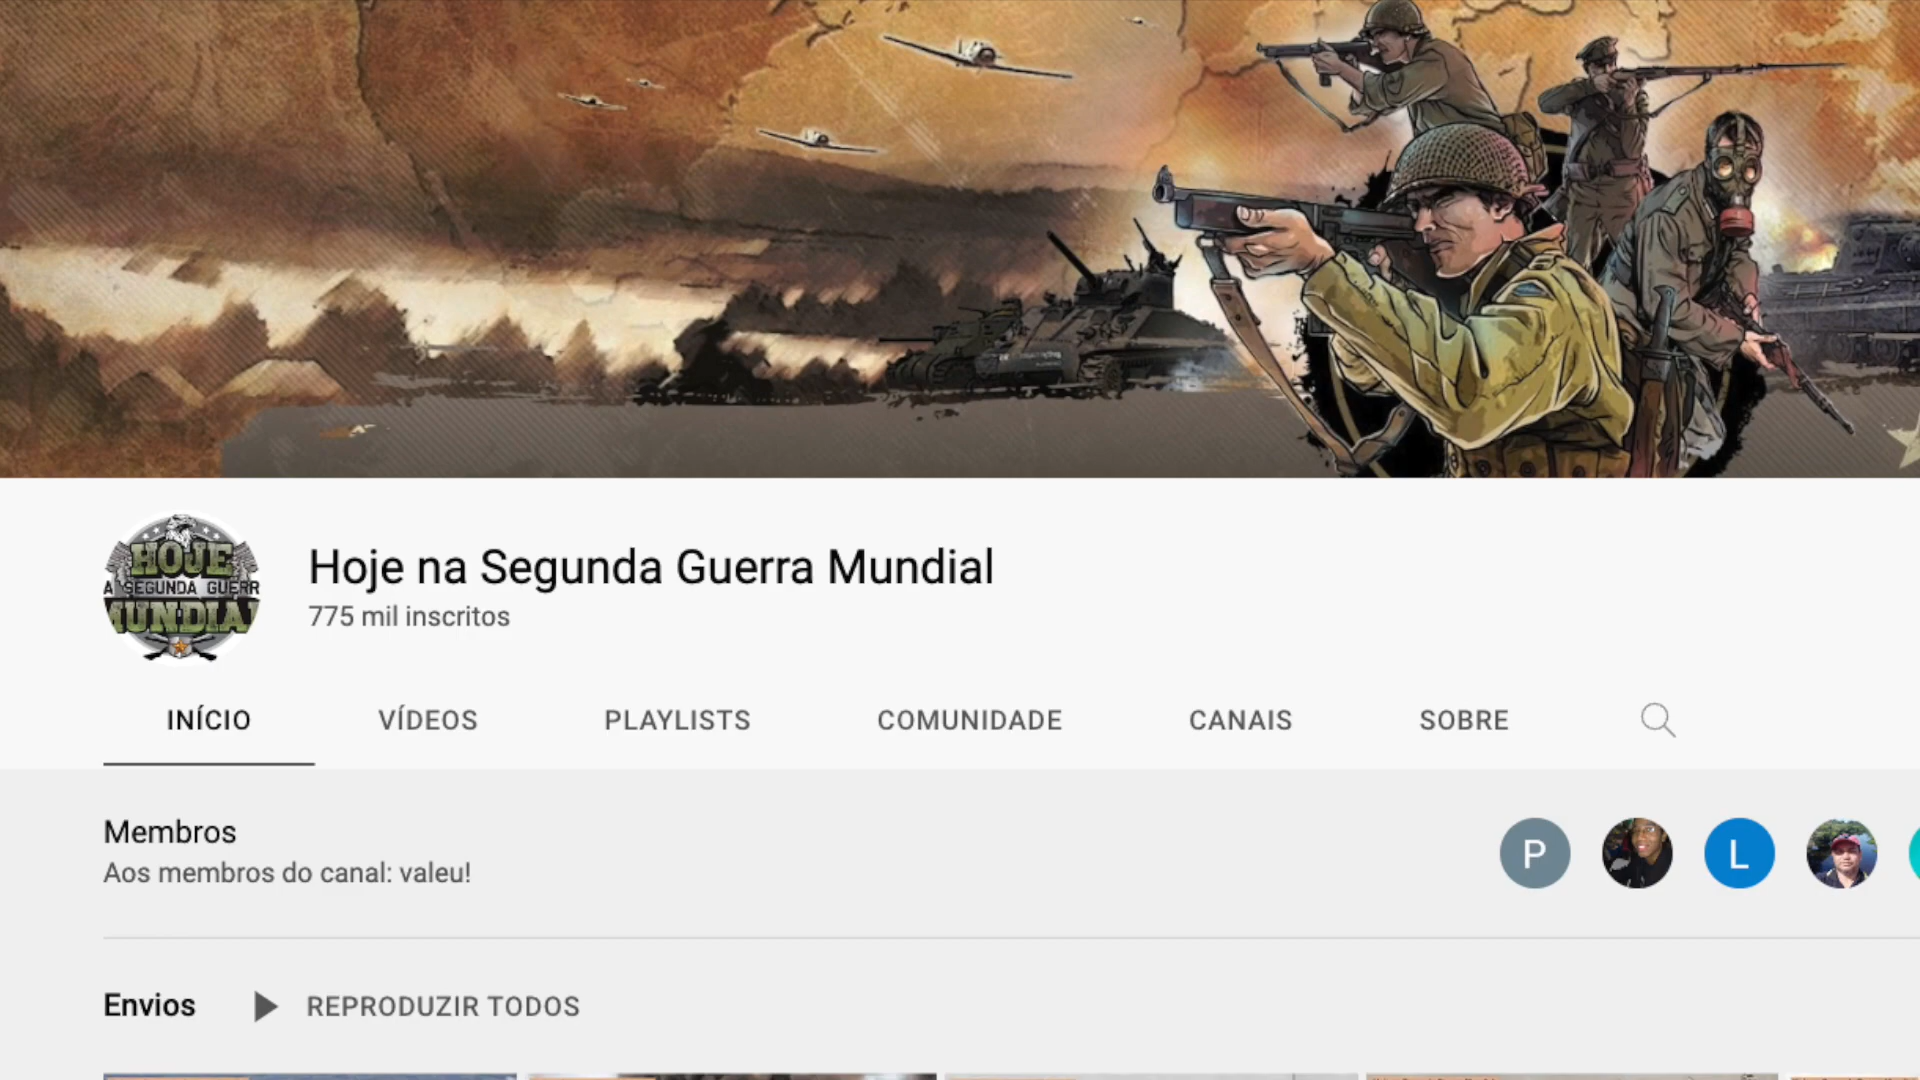 HOJE
A SEGUNDA GUERR
MUNDIAL
Hoje na Segunda Guerra Mundial
775 mil inscritos
INÍCIO VÍDEOS PLAYLISTS COMUNIDADE CANAIS SOBRE
Membros
Aos membros do canal: valeu!
P
L
Envios
REPRODUZIR TODOS